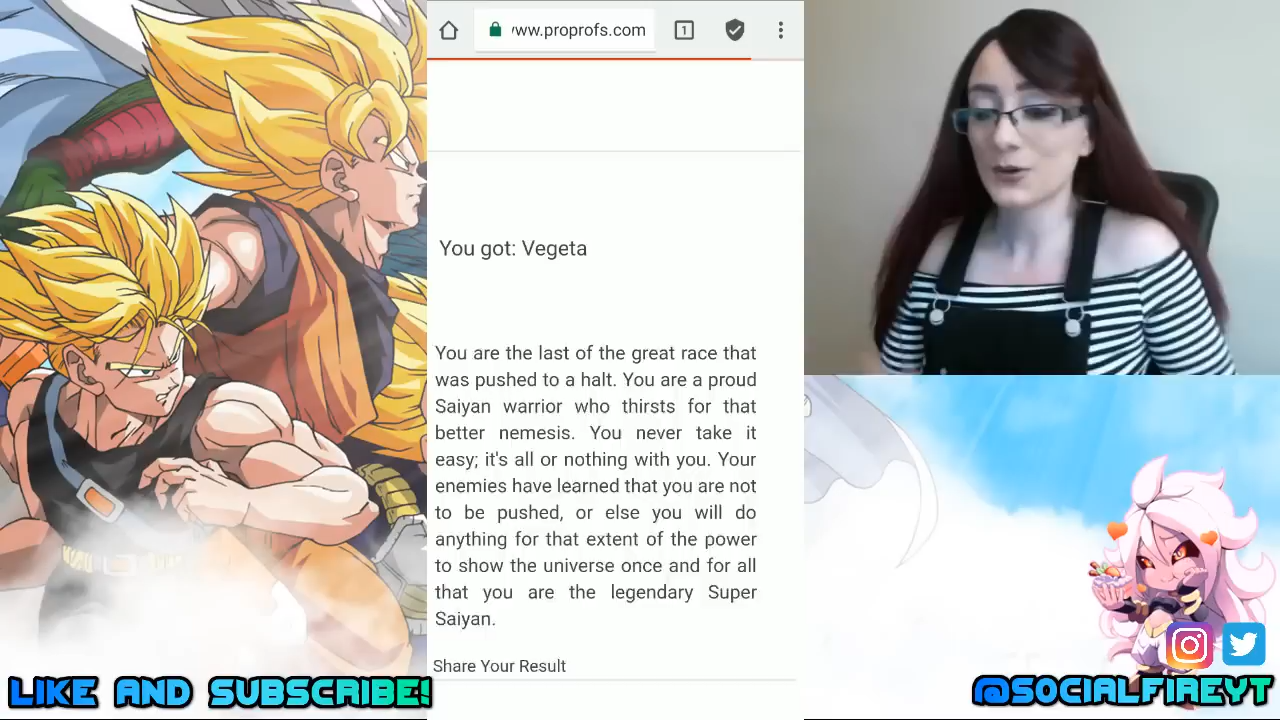 www.proprofs.com
1
You got: Vegeta
You are the last of the great race that
was pushed to a halt. You are a proud
Saiyan warrior who thirsts for that
better nemesis. You never take it
easy; it's all or nothing with you. Your
enemies have learned that you are not
to be pushed, or else you will do
anything for that extent of the power
to show the universe once and for all
that you are the legendary Super
Saiyan.
Share Your Result
LIKE AND SUBSCRIBE!
@SOCIALFIREYT